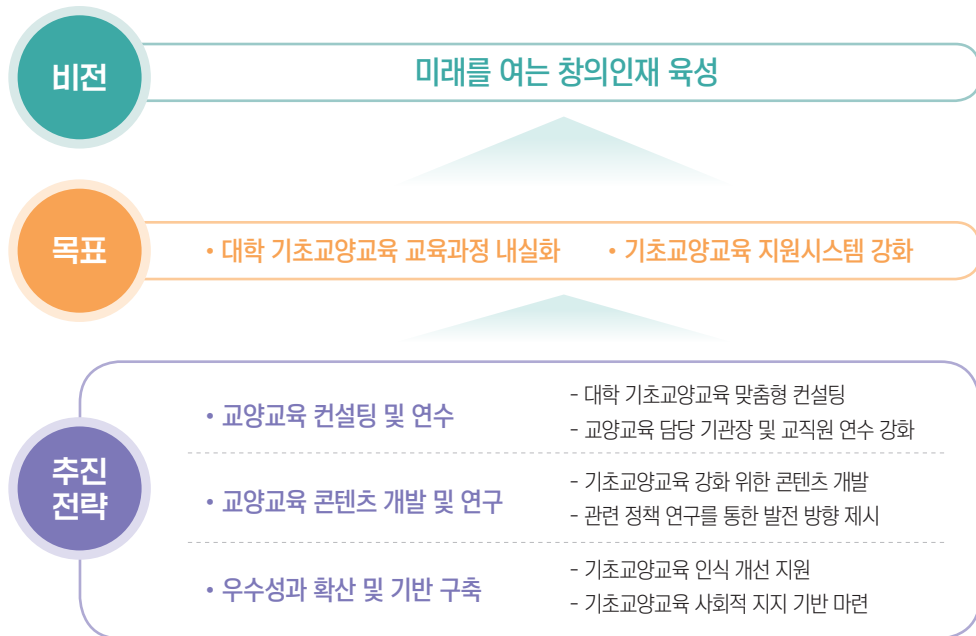 비전
미래를 여는 창의인재 육성
목표
• 대학 기초교양교육 교육과정 내실화 • 기초교양교육 지원시스템 강화
추진
전략
• 교양교육 컨설팅 및 연수
- 대학 기초교양교육 맞춤형 컨설팅
- 교양교육 담당 기관장 및 교직원 연수 강화
• 교양교육 콘텐츠 개발 및 연구
- 기초교양교육 강화 위한 콘텐츠 개발
- 관련 정책 연구를 통한 발전 방향 제시
• 우수성과 확산 및 기반 구축
- 기초교양교육 인식 개선 지원
- 기초교양교육 사회적 지지 기반 마련